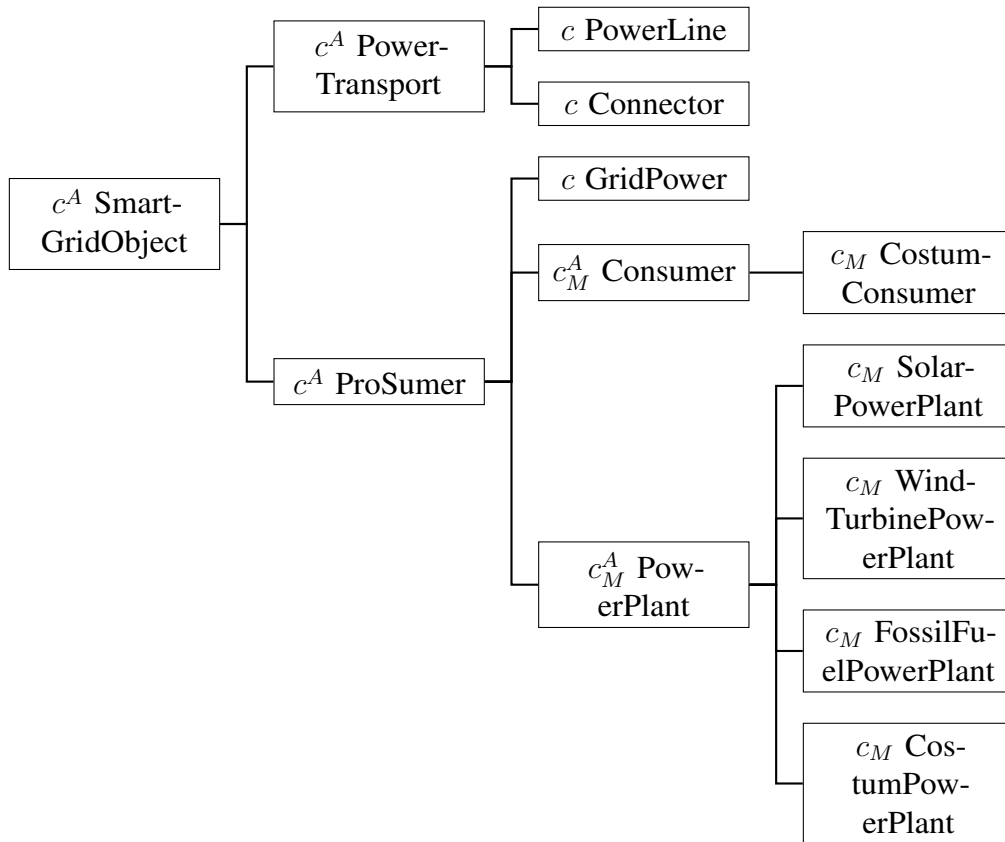 c^A Power-
Transport
c PowerLine
c Connector
c^A Smart-
GridObject
c GridPower
c^A_M Consumer
c_M Costum-
Consumer
c^A ProSumer
c_M Solar-
PowerPlant
c_M Wind-
TurbinePow-
erPlant
c^A_M Pow-
erPlant
c_M FossilFu-
elPowerPlant
c_M Cos-
tumPow-
erPlant